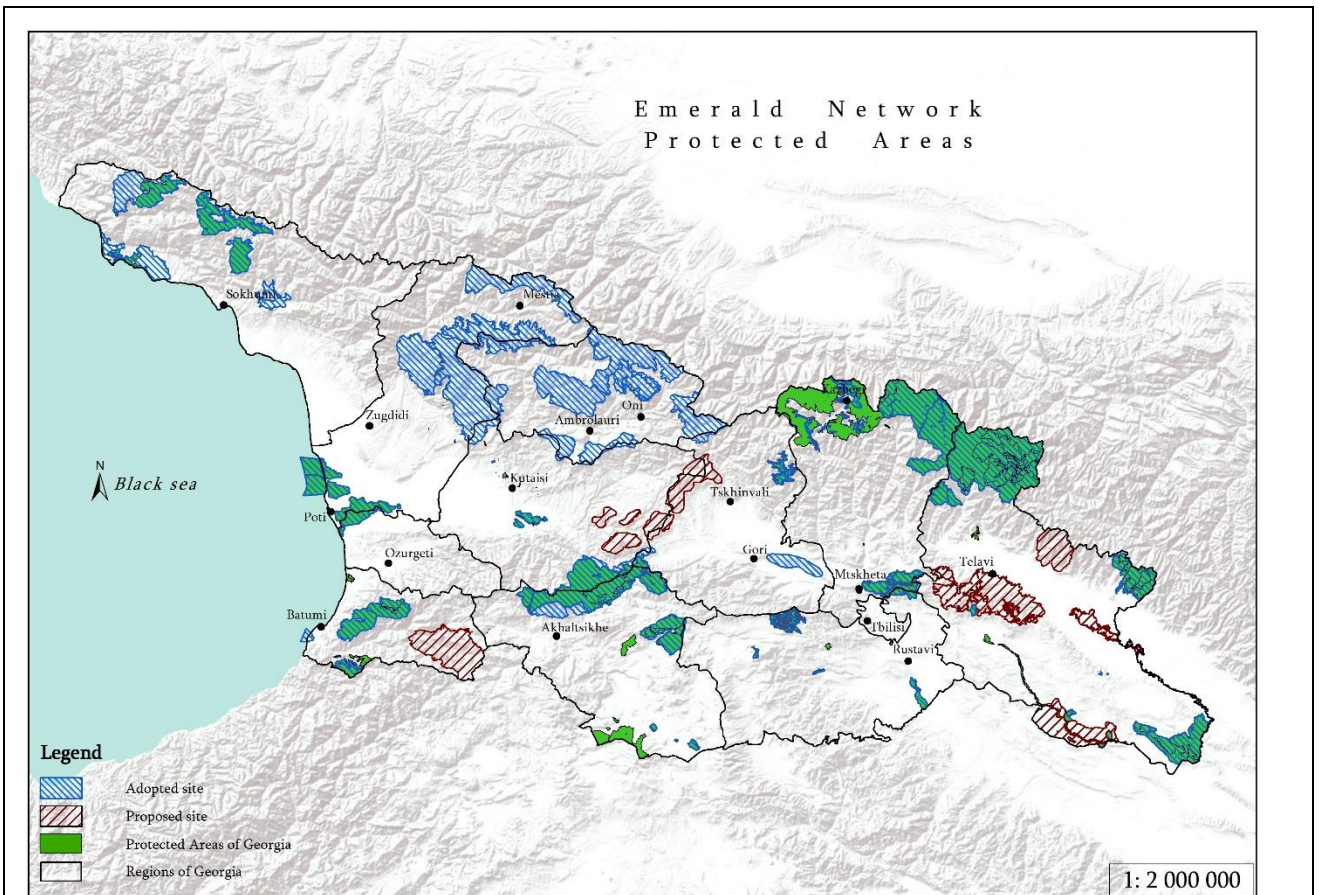 Emerald Network
Protected Areas
Sokhumi
Mestia
Kazbegi
Zugdidi
Oni
Ambrolauri
N
Black sea
Kutaisi
Tskhinvali
Poti
Ozurgeti
Gori
Mtskheta
Telavi
Batumi
Akhaltsikhe
Tbilisi
Rustavi
Legend
Adopted site
Proposed site
Protected Areas of Georgia
Regions of Georgia
1: 2 000 000